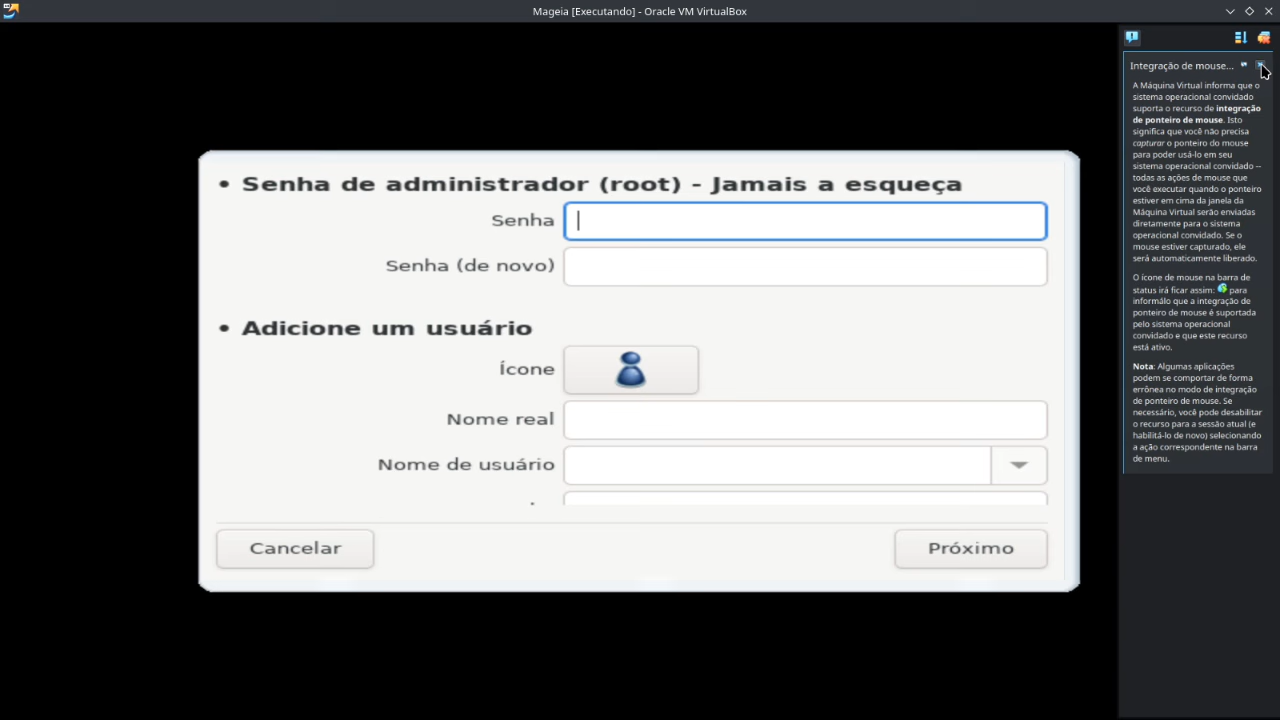 Mageia [Executando] - Oracle VM VirtualBox
• Senha de administrador (root) - Jamais a esqueça
Senha
Senha (de novo)
• Adicione um usuário
Ícone
Nome real
Nome de usuário
Cancelar
Próximo
Integração de mouse...
A Máquina Virtual informa que o
sistema operacional convidado
suporta o recurso de integração
de ponteiro de mouse. Isto
significa que você não precisa
capturar o ponteiro do mouse
para poder usá-lo em seu
sistema operacional convidado --
todas as ações de mouse que
você executar quando o ponteiro
estiver em cima da janela da
Máquina Virtual serão enviadas
diretamente para o sistema
operacional convidado. Se o
mouse estiver capturado, ele
será automaticamente liberado.
O ícone de mouse na barra de
status irá ficar assim: para
informálo que a integração de
ponteiro de mouse é suportada
pelo sistema operacional
convidado e que este recurso
está ativo.
Nota: Algumas aplicações
podem se comportar de forma
errônea no modo de integração
de ponteiro de mouse. Se
necessário, você pode desabilitar
o recurso para a sessão atual (e
habilitá-lo de novo) selecionando
a ação correspondente na barra
de menu.